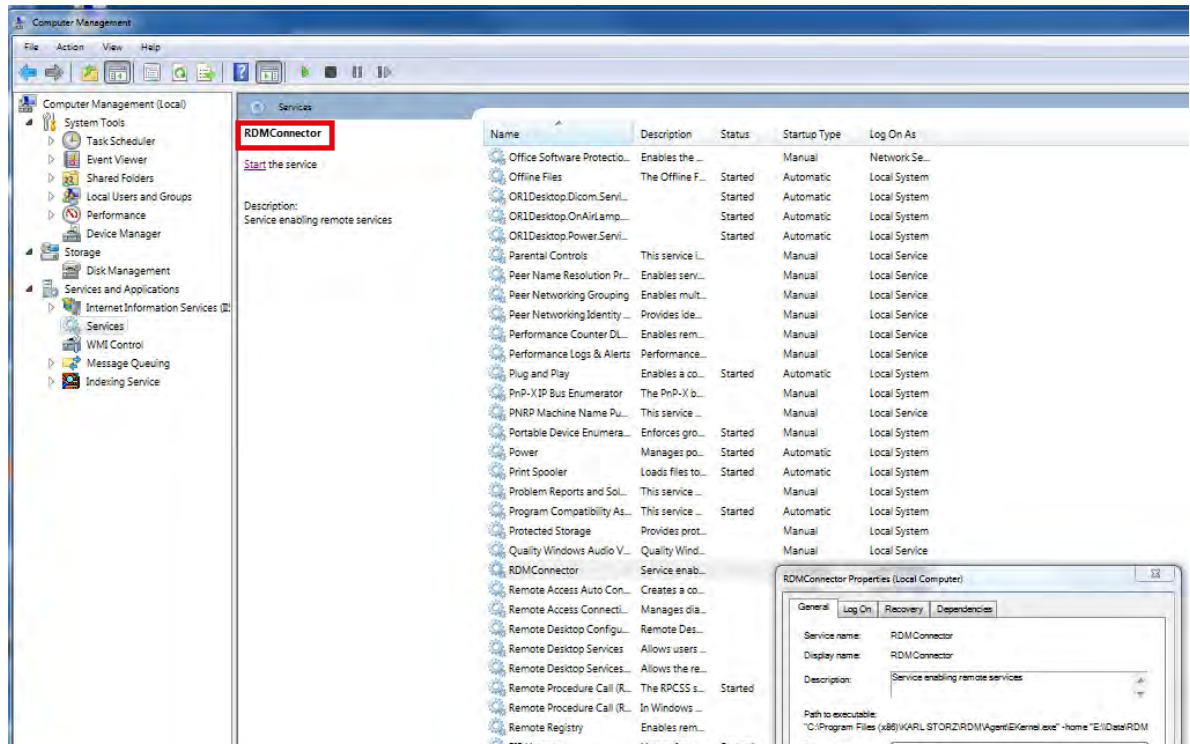 Computer Management
File Action View Help
Computer Management (Local)
System Tools
Task Scheduler
Event Viewer
Shared Folders
Local Users and Groups
Performance
Device Manager
Storage
Disk Management
Services and Applications
Internet Information Services (I
Services
WMI Control
Message Queuing
Indexing Service
Services
RDMConnector
Start the service
Description:
Service enabling remote services
Name Description Status Startup Type Log On As
Office Software Protectio... Enables the ... Manual Network Se...
Offline Files The Offline F... Started Automatic Local System
OR1Desktop.Dicom.Servi... Started Automatic Local System
OR1Desktop.OnAirLamp.... Started Automatic Local System
OR1Desktop.Power.Servi... Started Automatic Local System
Parental Controls This service i... Manual Local Service
Peer Name Resolution Pr... Enables serv... Manual Local Service
Peer Networking Grouping Enables mult... Manual Local Service
Peer Networking Identity ... Provides ide... Manual Local Service
Performance Counter DL... Enables rem... Manual Local Service
Performance Logs & Alerts Performance... Manual Local Service
Plug and Play Enables a co... Started Automatic Local System
PnP-X IP Bus Enumerator The PnP-X b... Manual Local System
PNRP Machine Name Pu... This service ... Manual Local Service
Portable Device Enumera... Enforces gro... Started Manual Local System
Power Manages po... Started Automatic Local System
Print Spooler Loads files to... Started Automatic Local System
Problem Reports and Sol... This service ... Manual Local System
Program Compatibility As... This service ... Started Automatic Local System
Protected Storage Provides prot... Manual Local System
Quality Windows Audio V... Quality Wind... Manual Local Service
RDMConnector Service enab...
Remote Access Auto Con... Creates a co...
Remote Access Connecti... Manages dia...
Remote Desktop Configu... Remote Des...
Remote Desktop Services Allows users ...
Remote Desktop Services... Allows the re...
Remote Procedure Call (R... The RPCSS s... Started
Remote Procedure Call (R... In Windows ...
Remote Registry Enables rem...
RDMConnector Properties (Local Computer)
General Log On Recovery Dependencies
Service name: RDMConnector
Display name: RDMConnector
Description: Service enabling remote services
Path to executable:
"C:\Program Files (x86)\KARL STORZ\RDM\Agent\EKernel.exe" -home "E:\\Data\RDM